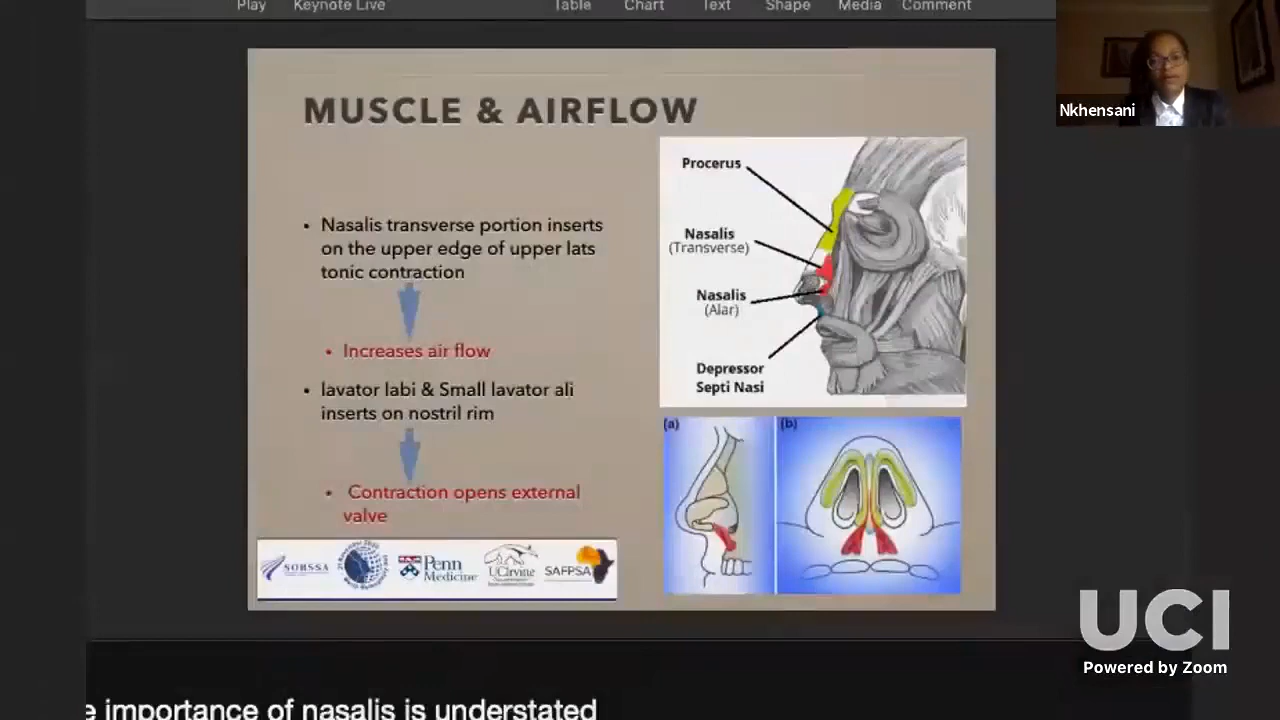 Play Keynote Live Table Chart Text Shape Media Comment
Nkhensani
MUSCLE & AIRFLOW
• Nasalis transverse portion inserts
on the upper edge of upper lats
tonic contraction
• Increases air flow
• lavator labi & Small lavator ali
inserts on nostril rim
• Contraction opens external
valve
Procerus
Nasalis
(Transverse)
Nasalis
(Alar)
Depressor
Septi Nasi
(a)
(b)
SORSSA
Penn
Medicine
UCIrvine
SAFPSA
UCI
Powered by Zoom
e importance of nasalis is understated